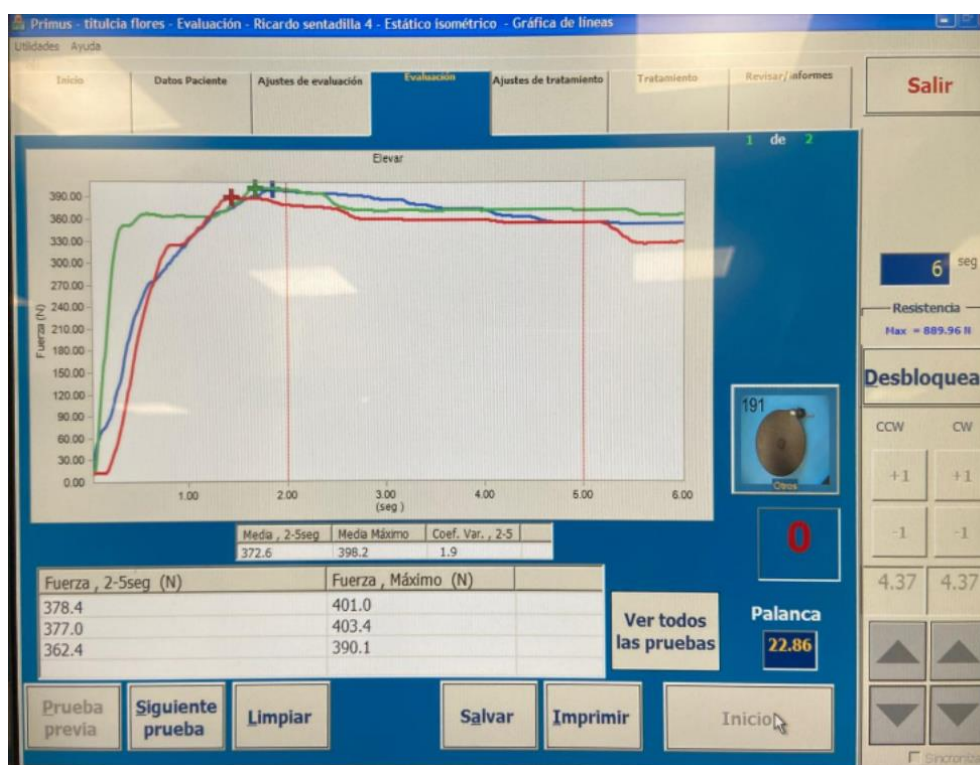 Primus - titulcia flores - Evaluación - Ricardo sentadilla 4 - Estático isométrico - Gráfica de líneas
Utilidades Ayuda
Inicio Datos Paciente Ajustes de evaluación Evaluación Ajustes de tratamiento Tratamiento Revisar/informes
Salir
1 de 2
Elevar
390.00
360.00
330.00
300.00
270.00
240.00
210.00
180.00
150.00
120.00
90.00
60.00
30.00
0.00
Fuerza (N)
1.00 2.00 3.00 4.00 5.00 6.00
(seg )
6 seg
Resistencia
Max = 889.96 N
Desbloquea
191
Otros
CCW CW
+1 +1
-1 -1
4.37 4.37
0
Media , 2-5seg Media Máximo Coef. Var. , 2-5
372.6 398.2 1.9
Fuerza , 2-5seg (N) Fuerza , Máximo (N)
378.4 401.0
377.0 403.4
362.4 390.1
Ver todos
las pruebas
Palanca
22.86
Prueba
previa
Siguiente
prueba
Limpiar
Salvar
Imprimir
Inicio